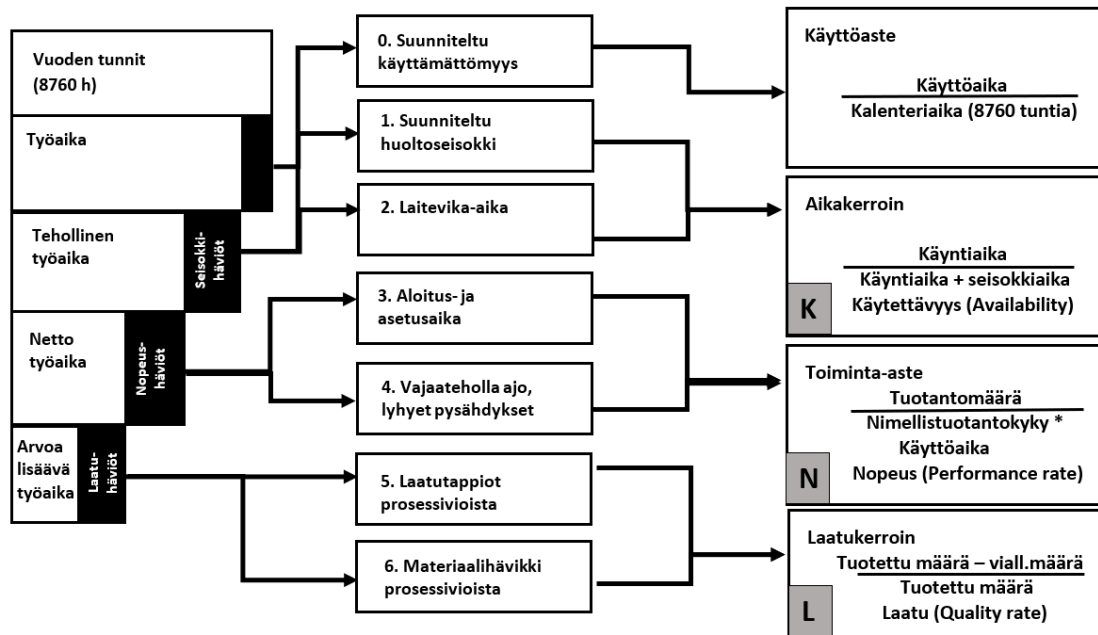 Vuoden tunnit
(8760 h)
Työaika
Tehollinen
työaika
Seisokki-
häviöt
Netto
työaika
Nopeus-
häviöt
Arvoa
lisäävä
työaika
Laatu-
häviöt
0. Suunniteltu
käyttämättömyys
1. Suunniteltu
huoltoseisokki
2. Laitevika-aika
3. Aloitus- ja
asetusaika
4. Vajaateholla ajo,
lyhyet pysähdykset
5. Laatutappiot
prosessivioista
6. Materiaalihävikki
prosessivioista
Käyttöaste
Käyttöaika
Kalenteriaika (8760 tuntia)
Aikakerroin
Käyntiaika
Käyntiaika + seisokkiaika
Käytettävyys (Availability)
K
Toiminta-aste
Tuotantomäärä
Nimellistuotantokyky *
Käyttöaika
Nopeus (Performance rate)
N
Laatukerroin
Tuotettu määrä – viall.määrä
Tuotettu määrä
Laatu (Quality rate)
L